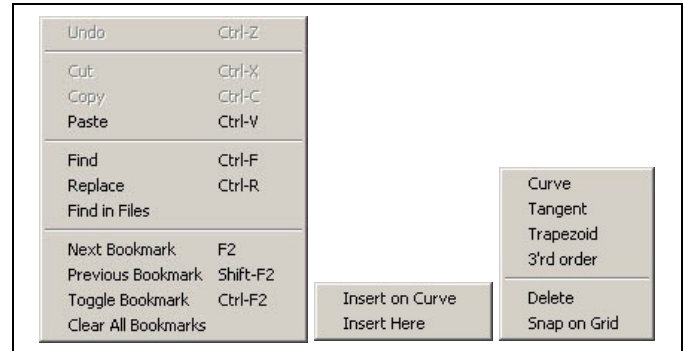 Undo Ctrl-Z
Cut Ctrl-X
Copy Ctrl-C
Paste Ctrl-V
Find Ctrl-F
Replace Ctrl-R
Find in Files
Next Bookmark F2
Previous Bookmark Shift-F2
Toggle Bookmark Ctrl-F2
Clear All Bookmarks
Insert on Curve
Insert Here
Curve
Tangent
Trapezoid
3'rd order
Delete
Snap on Grid